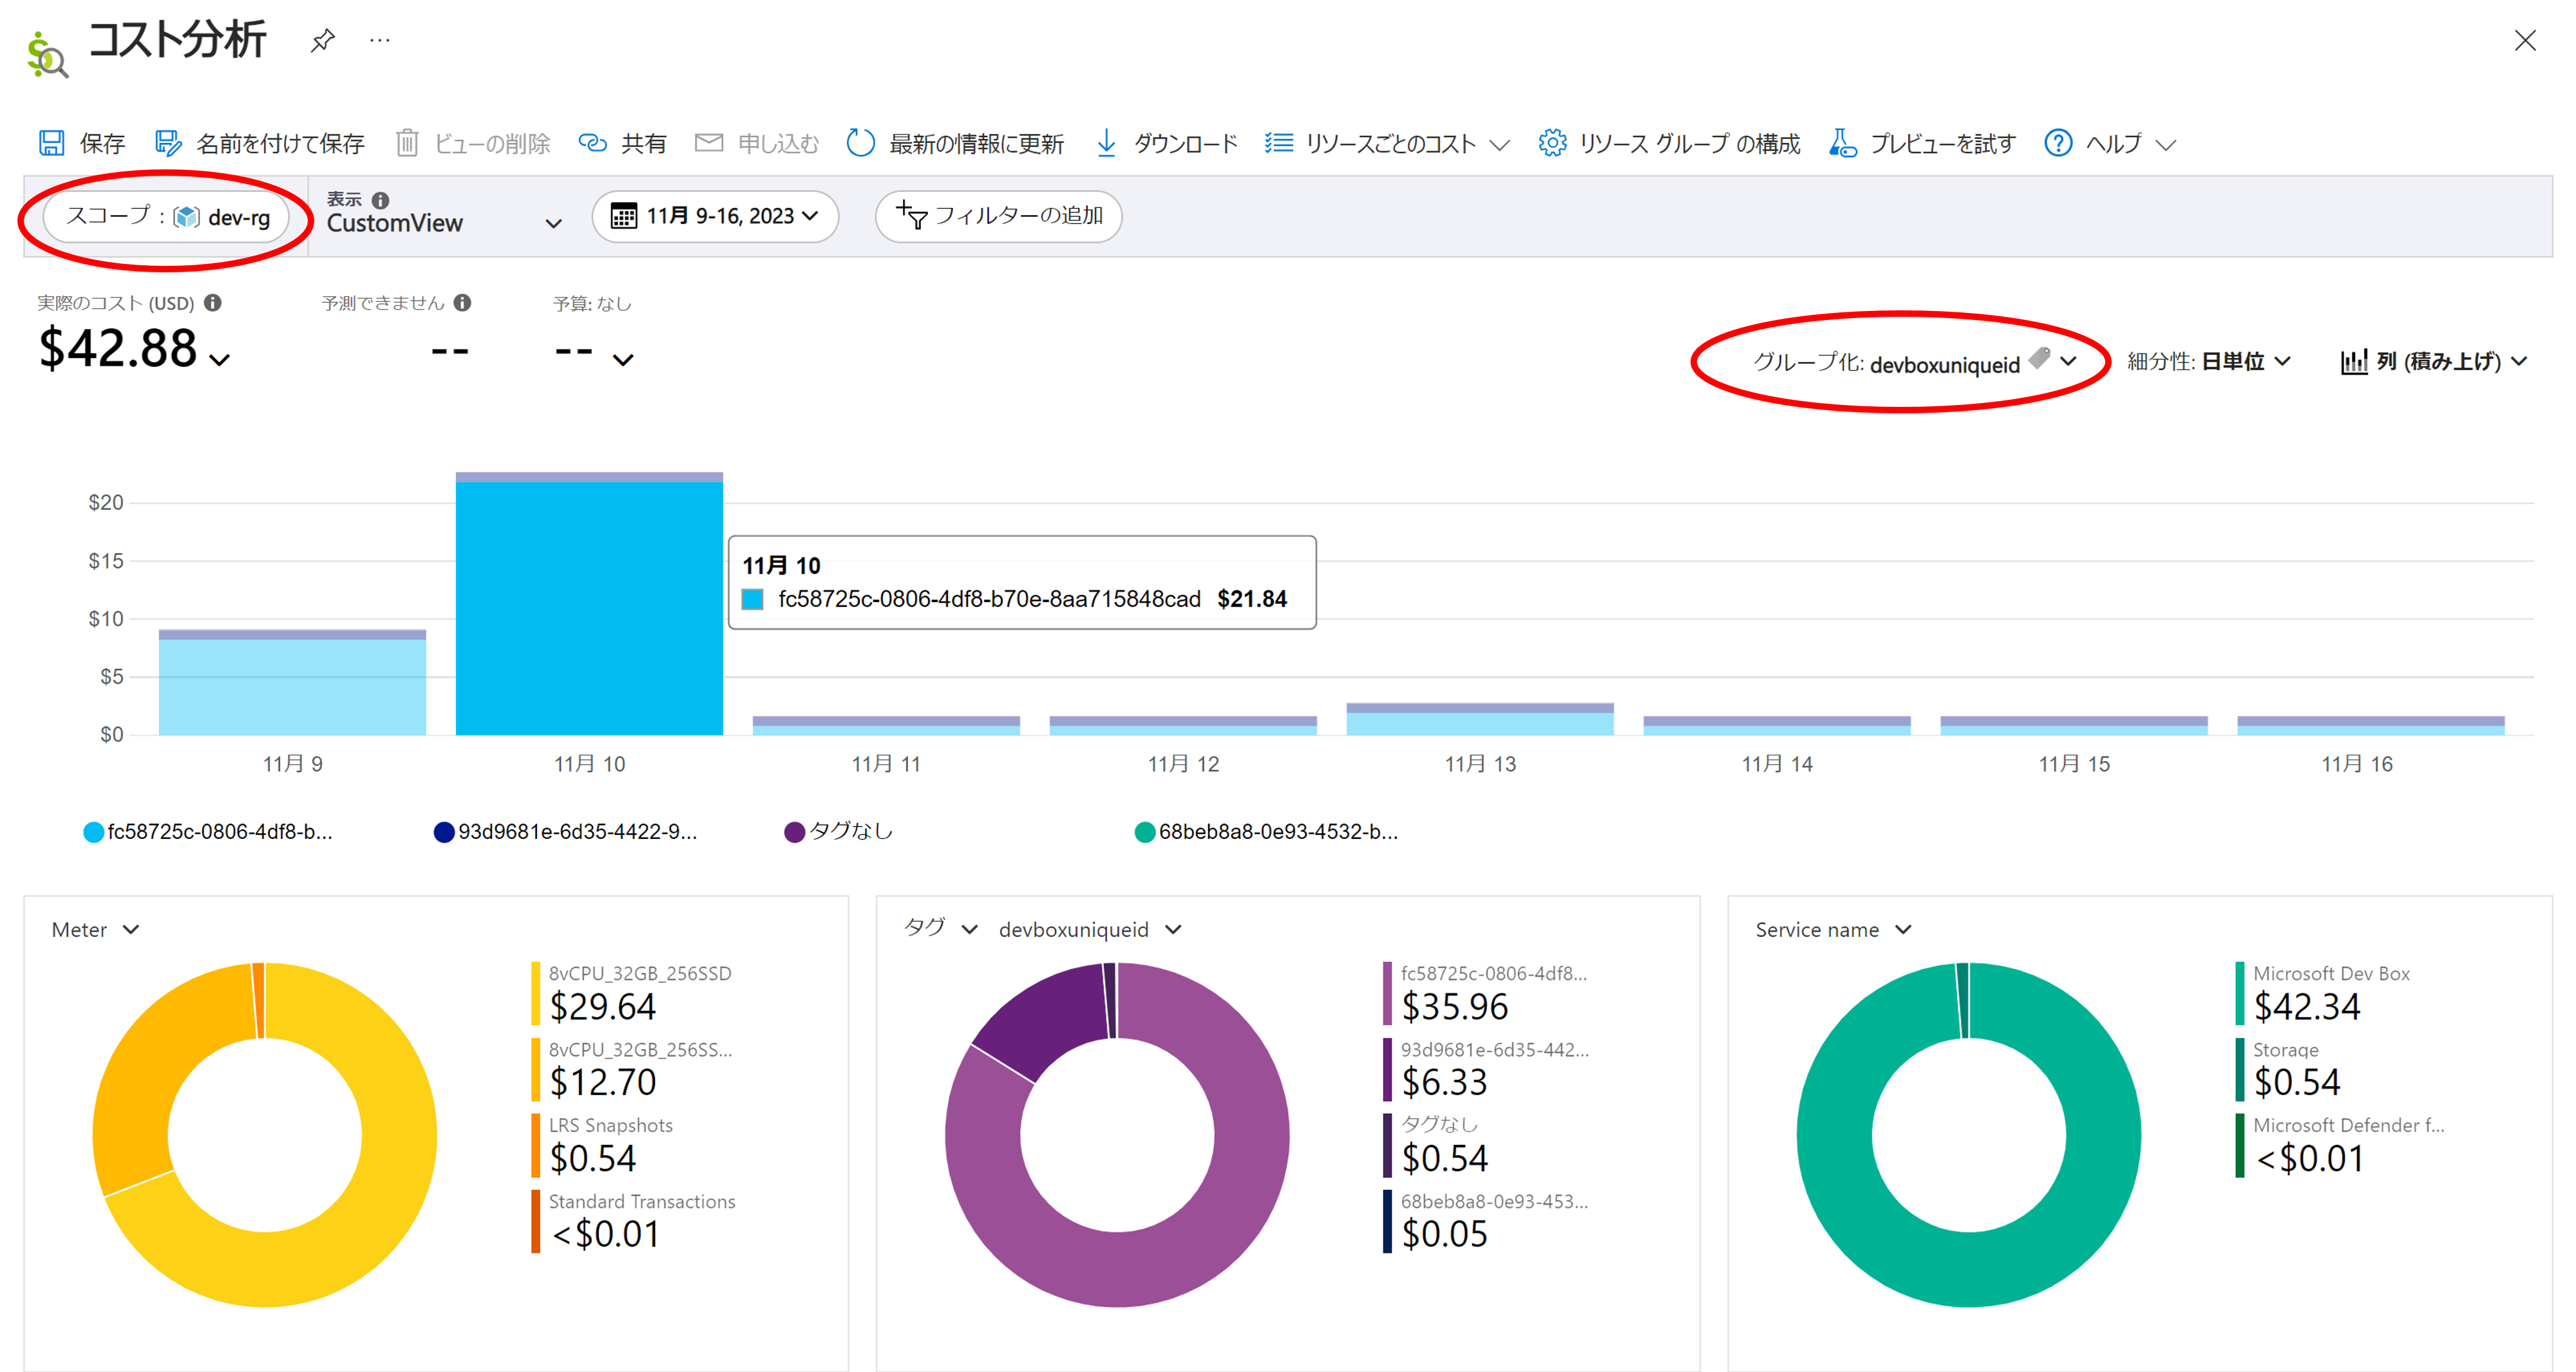 コスト分析
保存 名前を付けて保存 ビューの削除 共有 申し込む 最新の情報に更新 ダウンロード リソースごとのコスト リソース グループ の構成 プレビューを試す ヘルプ
スコープ : dev-rg
表示
CustomView
11月 9-16, 2023
フィルターの追加
実際のコスト (USD)
$42.88
予測できません
--
予算: なし
--
グループ化: devboxuniqueid
細分性: 日単位
列 (積み上げ)
$20
$15
$10
$5
$0
11月 10
fc58725c-0806-4df8-b70e-8aa715848cad $21.84
11月 9 11月 10 11月 11 11月 12 11月 13 11月 14 11月 15 11月 16
fc58725c-0806-4df8-b... 93d9681e-6d35-4422-9... タグなし 68beb8a8-0e93-4532-b...
Meter
8vCPU_32GB_256SSD
$29.64
8vCPU_32GB_256SS...
$12.70
LRS Snapshots
$0.54
Standard Transactions
<$0.01
タグ devboxuniqueid
fc58725c-0806-4df8...
$35.96
93d9681e-6d35-442...
$6.33
タグなし
$0.54
68beb8a8-0e93-453...
$0.05
Service name
Microsoft Dev Box
$42.34
Storage
$0.54
Microsoft Defender f...
<$0.01